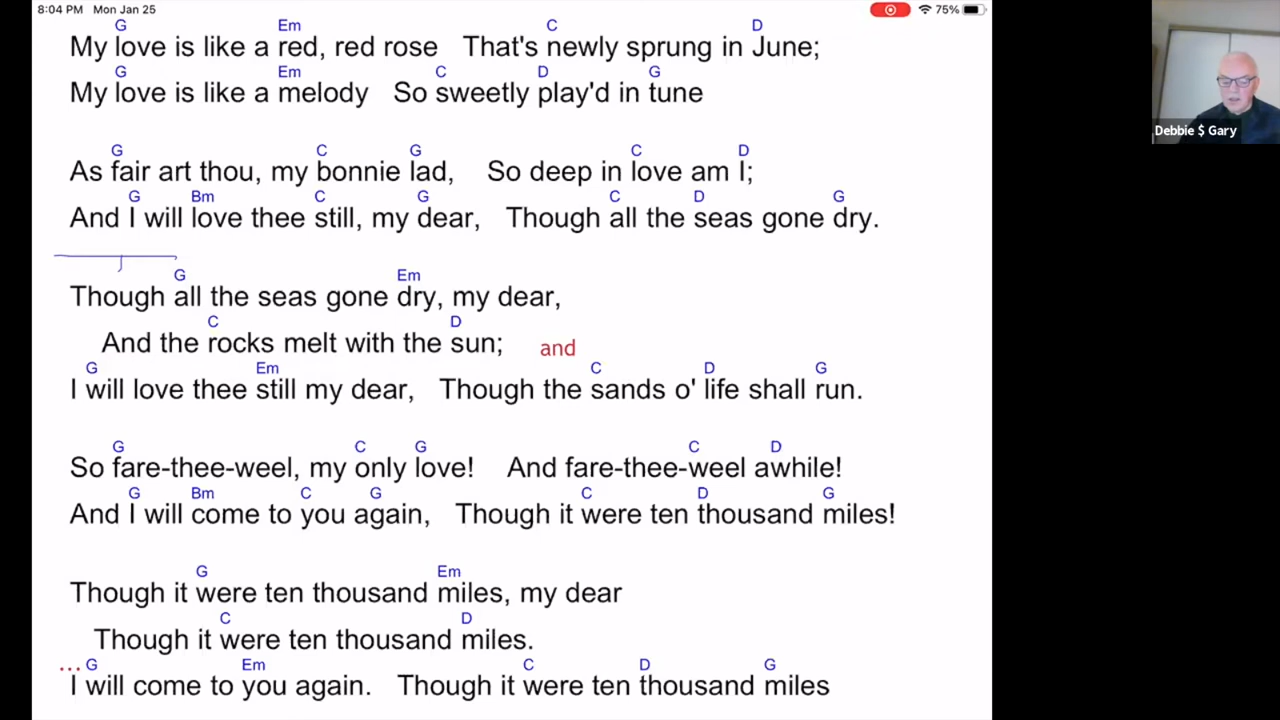 8:04 PM Mon Jan 25 75%
G Em C D
My love is like a red, red rose That's newly sprung in June;
G Em C D G
My love is like a melody So sweetly play'd in tune
G C G C D
As fair art thou, my bonnie lad, So deep in love am I;
G Bm C G C D G
And I will love thee still, my dear, Though all the seas gone dry.
G Em
Though all the seas gone dry, my dear,
C D
And the rocks melt with the sun; and
G Em C D G
I will love thee still my dear, Though the sands o' life shall run.
G C G C D
So fare-thee-weel, my only love! And fare-thee-weel awhile!
G Bm C G C D G
And I will come to you again, Though it were ten thousand miles!
G Em
Though it were ten thousand miles, my dear
C D
Though it were ten thousand miles.
... G Em C D G
I will come to you again. Though it were ten thousand miles
Debbie $ Gary